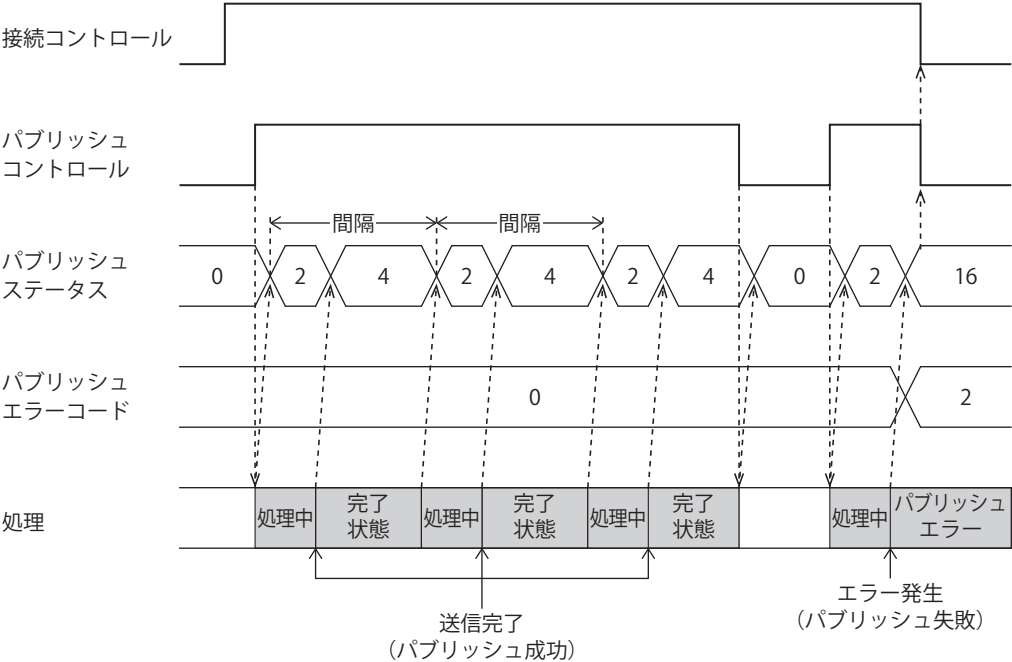 接続コントロール
パブリッシュ
コントロール
間隔 間隔
パブリッシュ
ステータス
0 2 4 2 4 2 4 0 2 16
パブリッシュ
エラーコード
0 2
処理
処理中 完了
状態 処理中 完了
状態 処理中 完了
状態 処理中 パブリッシュ
エラー
送信完了
（パブリッシュ成功）
エラー発生
（パブリッシュ失敗）